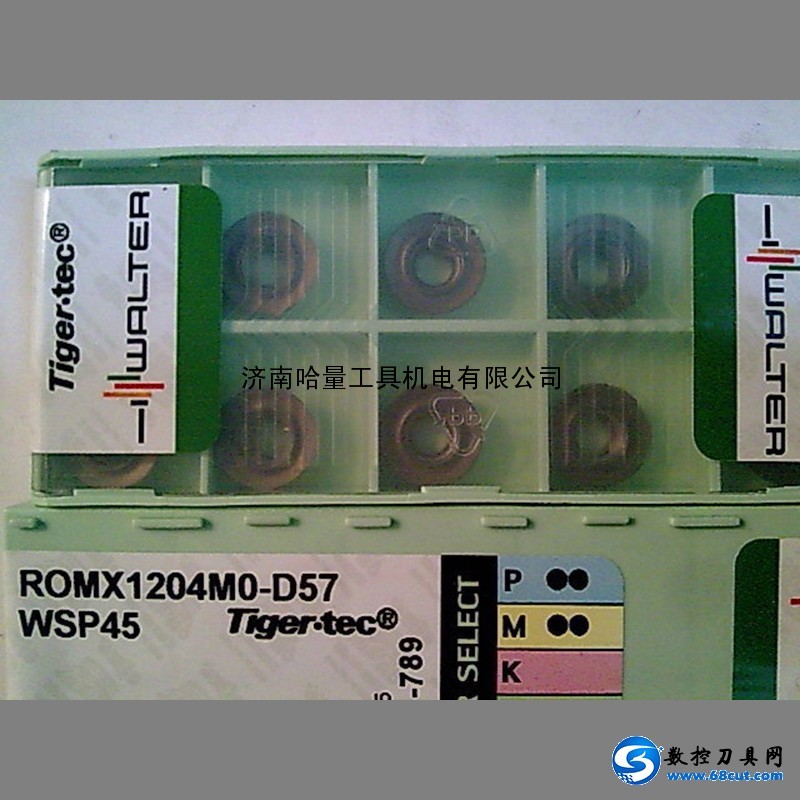 Tiger·tec®
WALTER
WALTER
济南哈量工具机电有限公司
ROMX1204M0-D57
WSP45
Tiger·tec®
-789
SELECT
P
M
K
数控刀具网
www.68cut.com